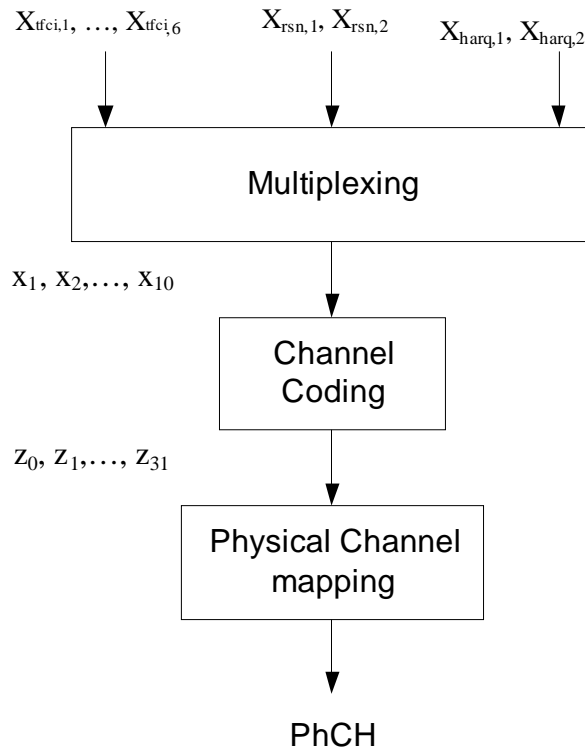 Xtfci,1, …, Xtfci,6
Xrsn,1, Xrsn,2
Xharq,1, Xharq,2
Multiplexing
x1, x2,…, x10
Channel
Coding
z0, z1,…, z31
Physical Channel
mapping
PhCH